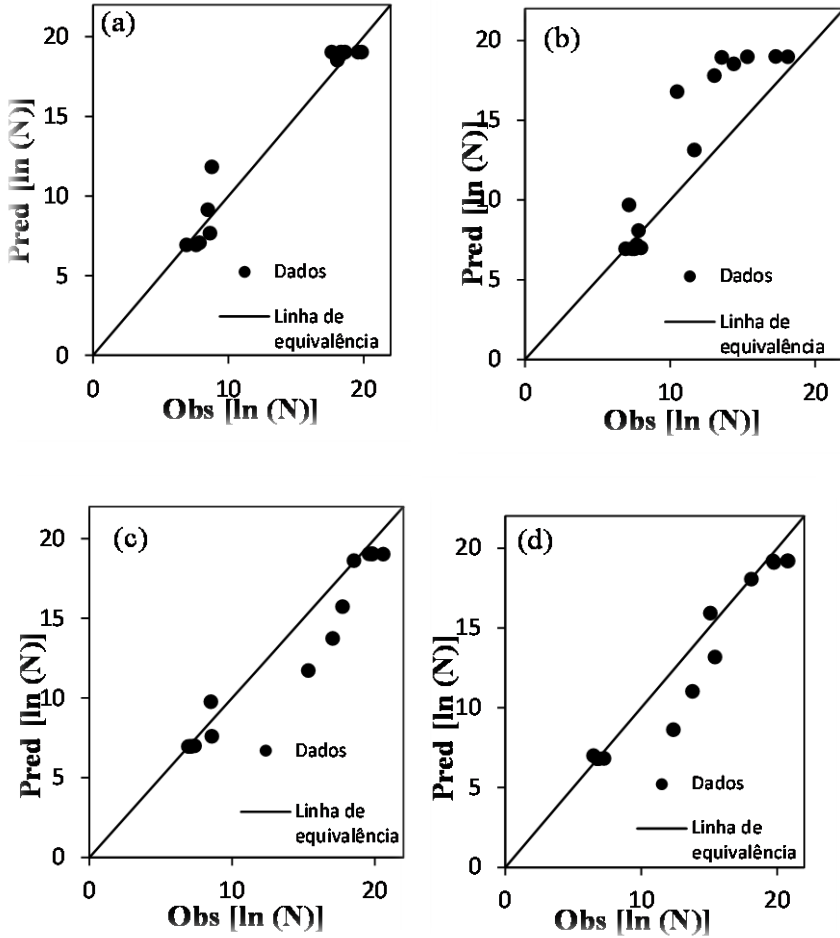 (a)
20
15
10
5
0
Pred [ln (N)]
Dados
Linha de
equivalência
0 10 20
Obs [ln (N)]
(b)
20
15
10
5
0
Pred [ln (N)]
Dados
Linha de
equivalência
0 10 20
Obs [ln (N)]
(c)
20
15
10
5
0
Pred [ln (N)]
Dados
Linha de
equivalência
0 10 20
Obs [ln (N)]
(d)
20
15
10
5
0
Pred [ln (N)]
Dados
Linha de
equivalência
0 10 20
Obs [ln (N)]